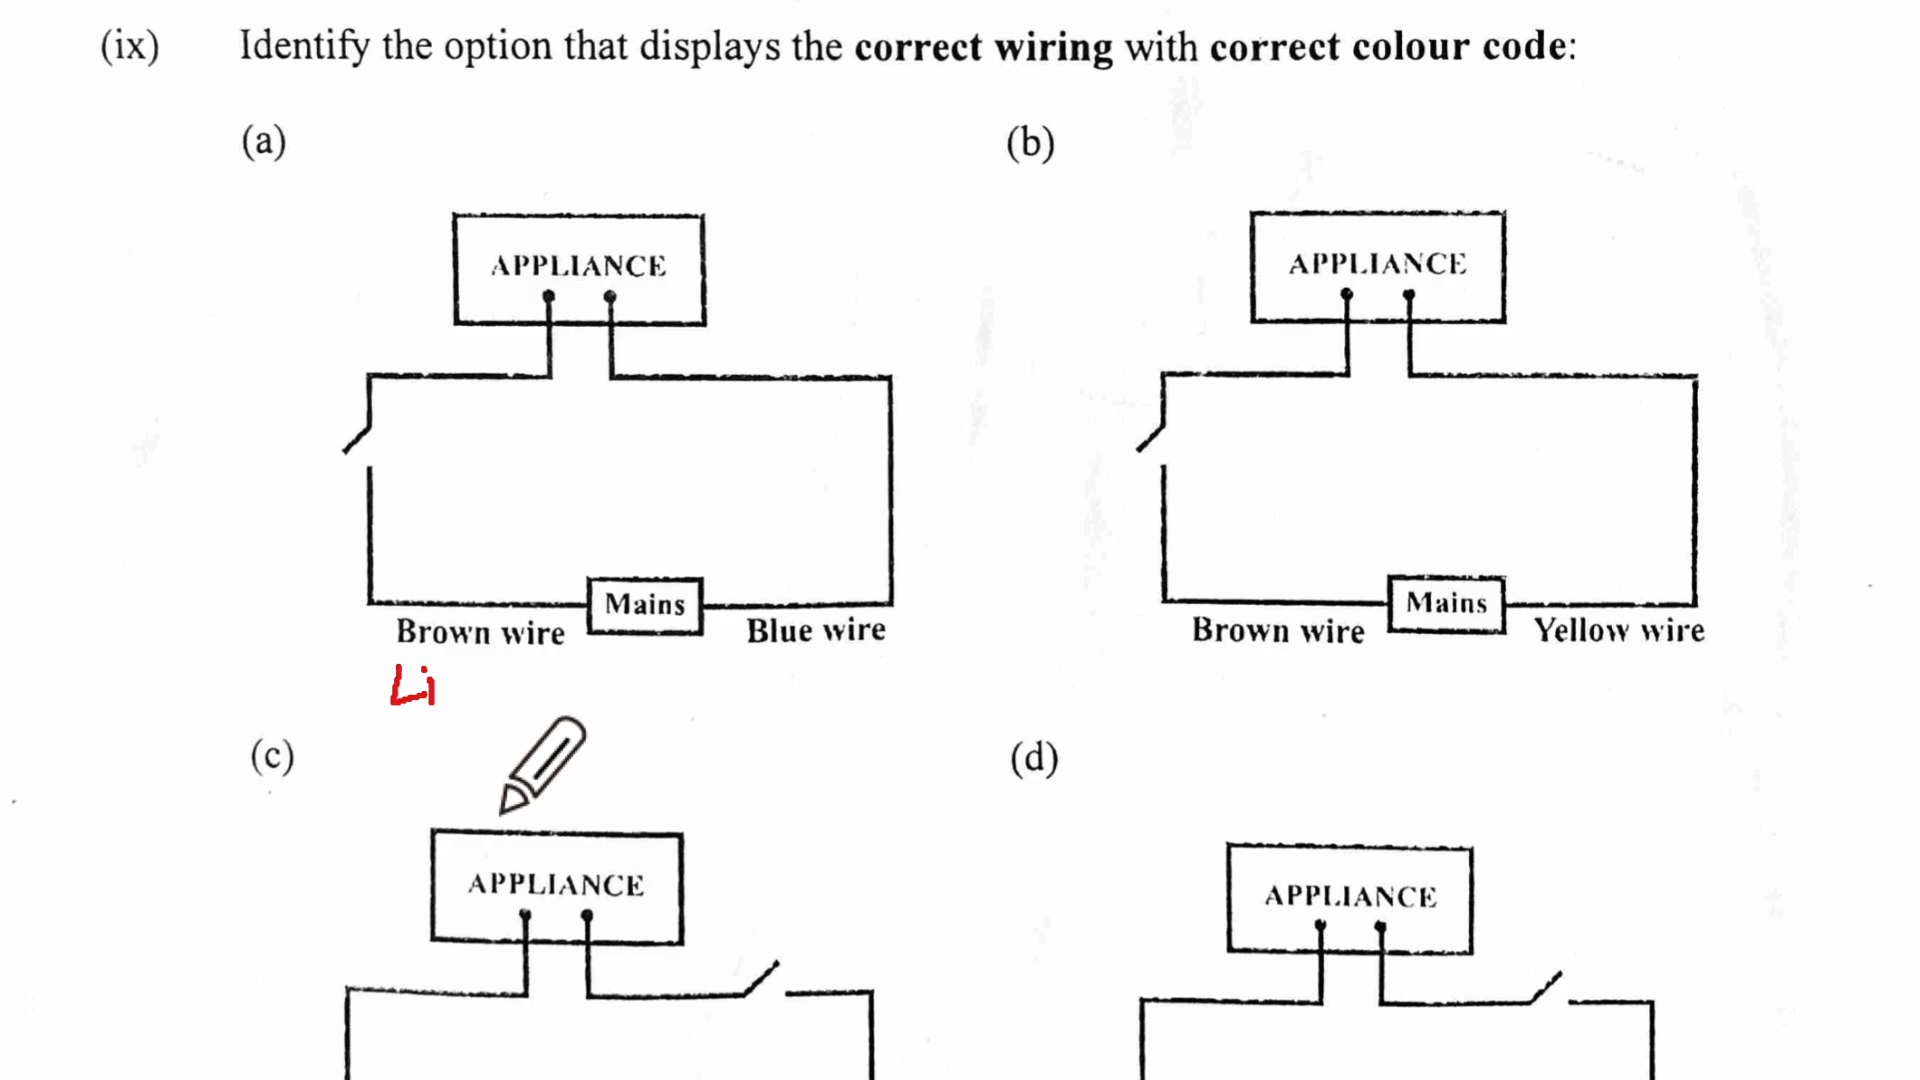 (ix) Identify the option that displays the correct wiring with correct colour code:
(a) (b)
APPLIANCE APPLIANCE
Mains Mains
Brown wire Blue wire Brown wire Yellow wire
Li
(c) (d)
APPLIANCE APPLIANCE